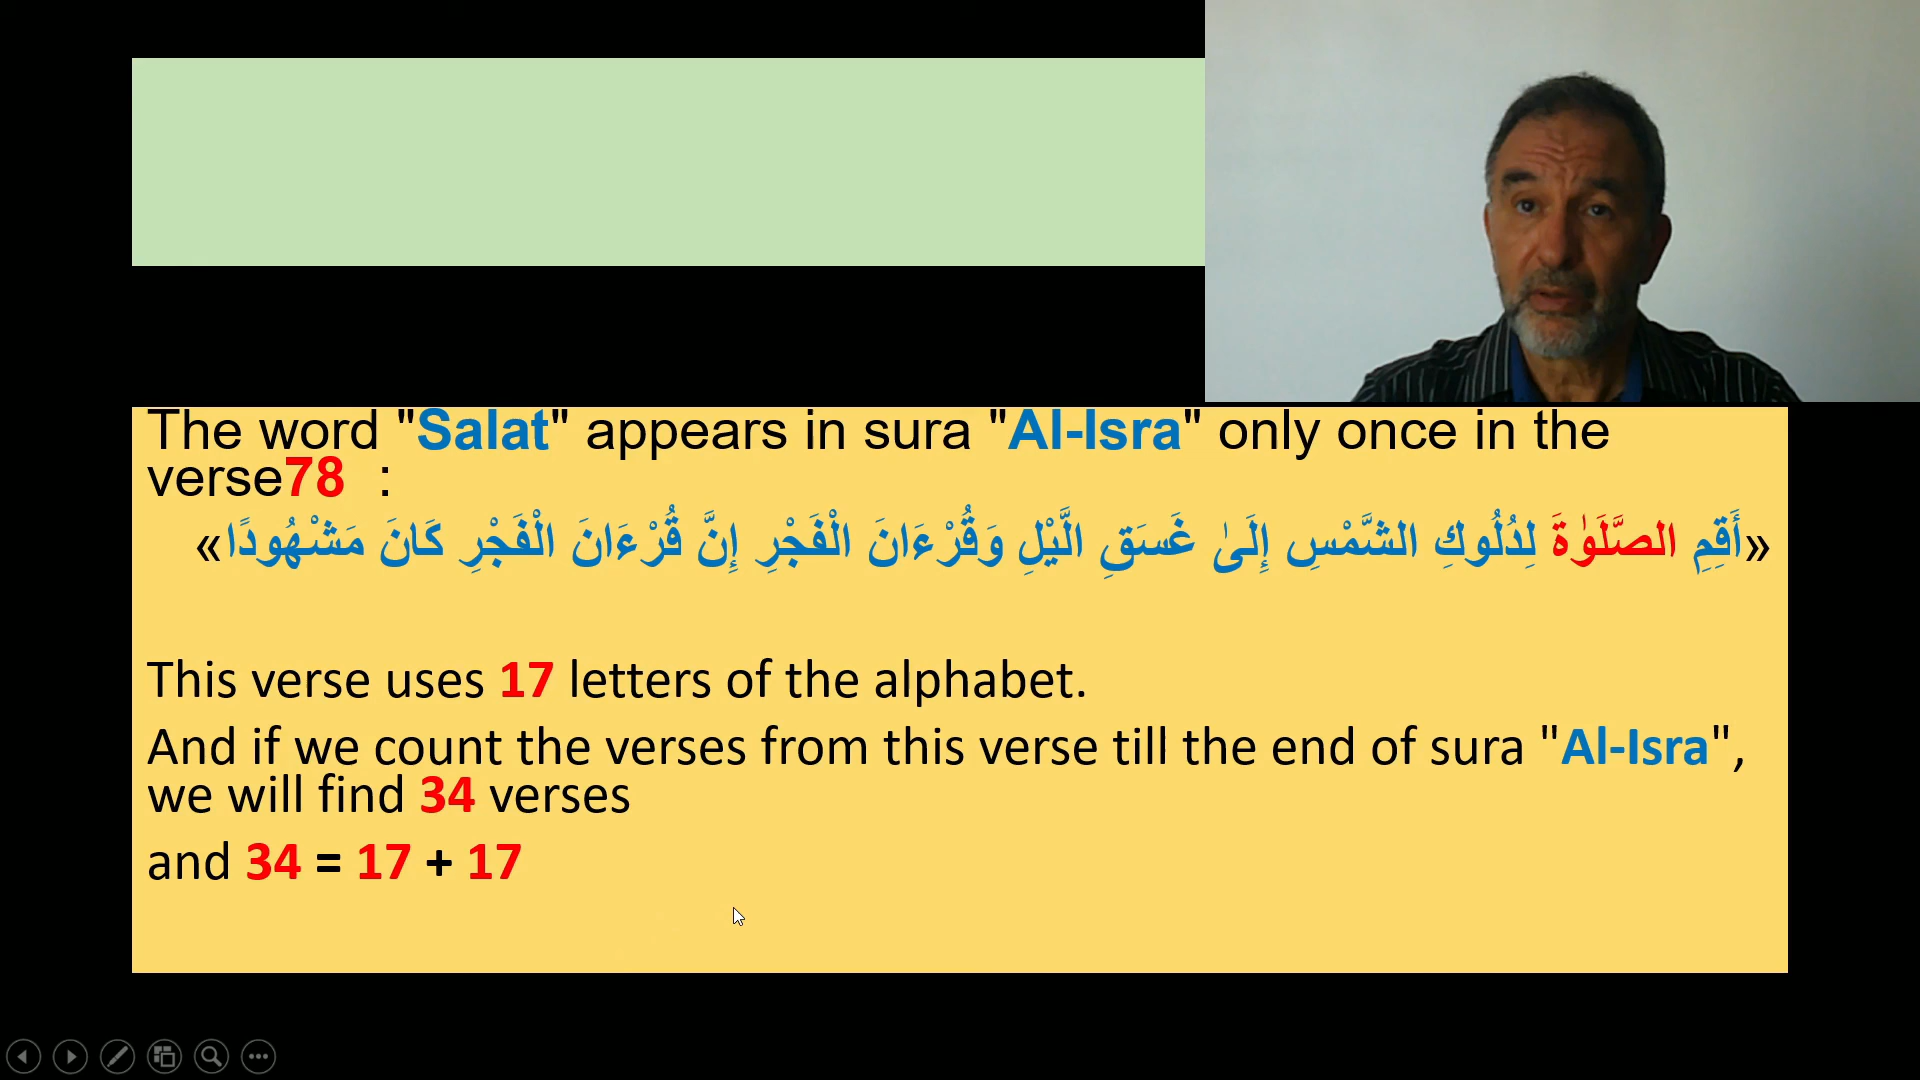 The word "Salat" appears in sura "Al-Isra" only once in the
verse78 :
«أَقِمِ الصَّلَوٰةَ لِدُلُوكِ الشَّمْسِ إِلَىٰ غَسَقِ الَّيْلِ وَقُرْءَانَ الْفَجْرِ إِنَّ قُرْءَانَ الْفَجْرِ كَانَ مَشْهُودًا»
This verse uses 17 letters of the alphabet.
And if we count the verses from this verse till the end of sura "Al-Isra",
we will find 34 verses
and 34 = 17 + 17